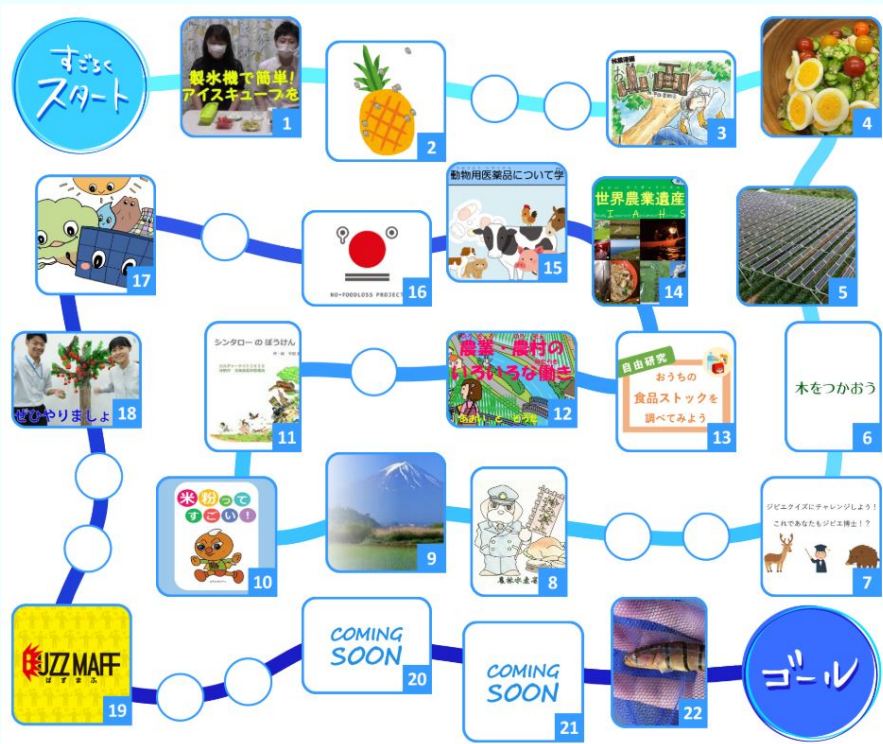 すごろく
スタート
製氷機で簡単！
アイスキューブを
1
2
3
4
5
木をつかおう
6
ジビエクイズにチャレンジしよう！
これであなたもジビエ博士！？
7
8
9
米粉って
すごい！
10
シンタローのぼうけん
11
農業・農村の
いろいろな働き
12
自由研究
おうちの
食品ストックを
調べてみよう
13
世界農業遺産
G I A H S
14
動物用医薬品について学
15
NO-FOODLOSS PROJECT
16
17
ぜひやりましょ
18
BUZZ MAFF
ばずまふ
19
COMING
SOON
20
COMING
SOON
21
22
ゴール